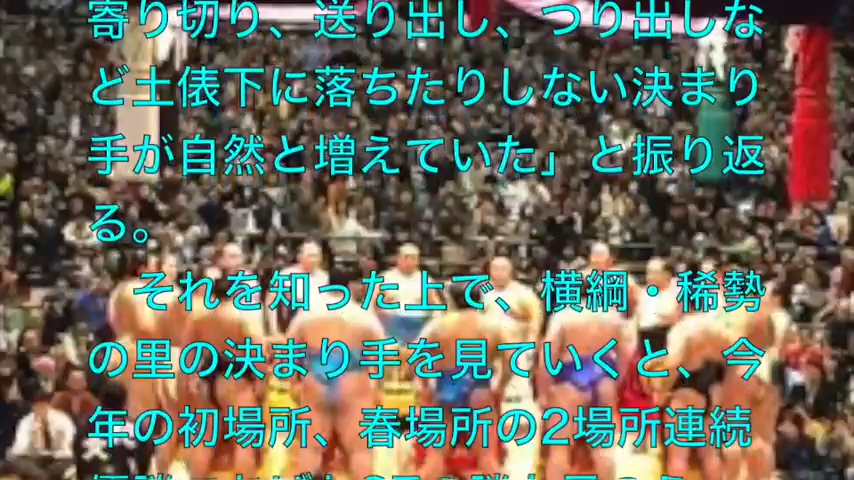 寄り切り、送り出し、つり出しな
ど土俵下に落ちたりしない決まり
手が自然と増えていた」と振り返
る。
それを知った上で、横綱・稀勢
の里の決まり手を見ていくと、今
年の初場所、春場所の2場所連続